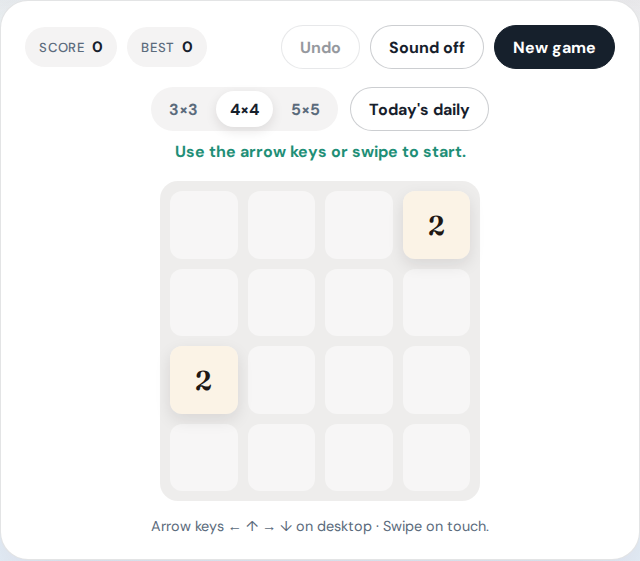 SCORE 0 BEST 0 Undo Sound off New game
3×3 4×4 5×5 Today's daily
Use the arrow keys or swipe to start.
2
2
Arrow keys ← ↑ → ↓ on desktop · Swipe on touch.